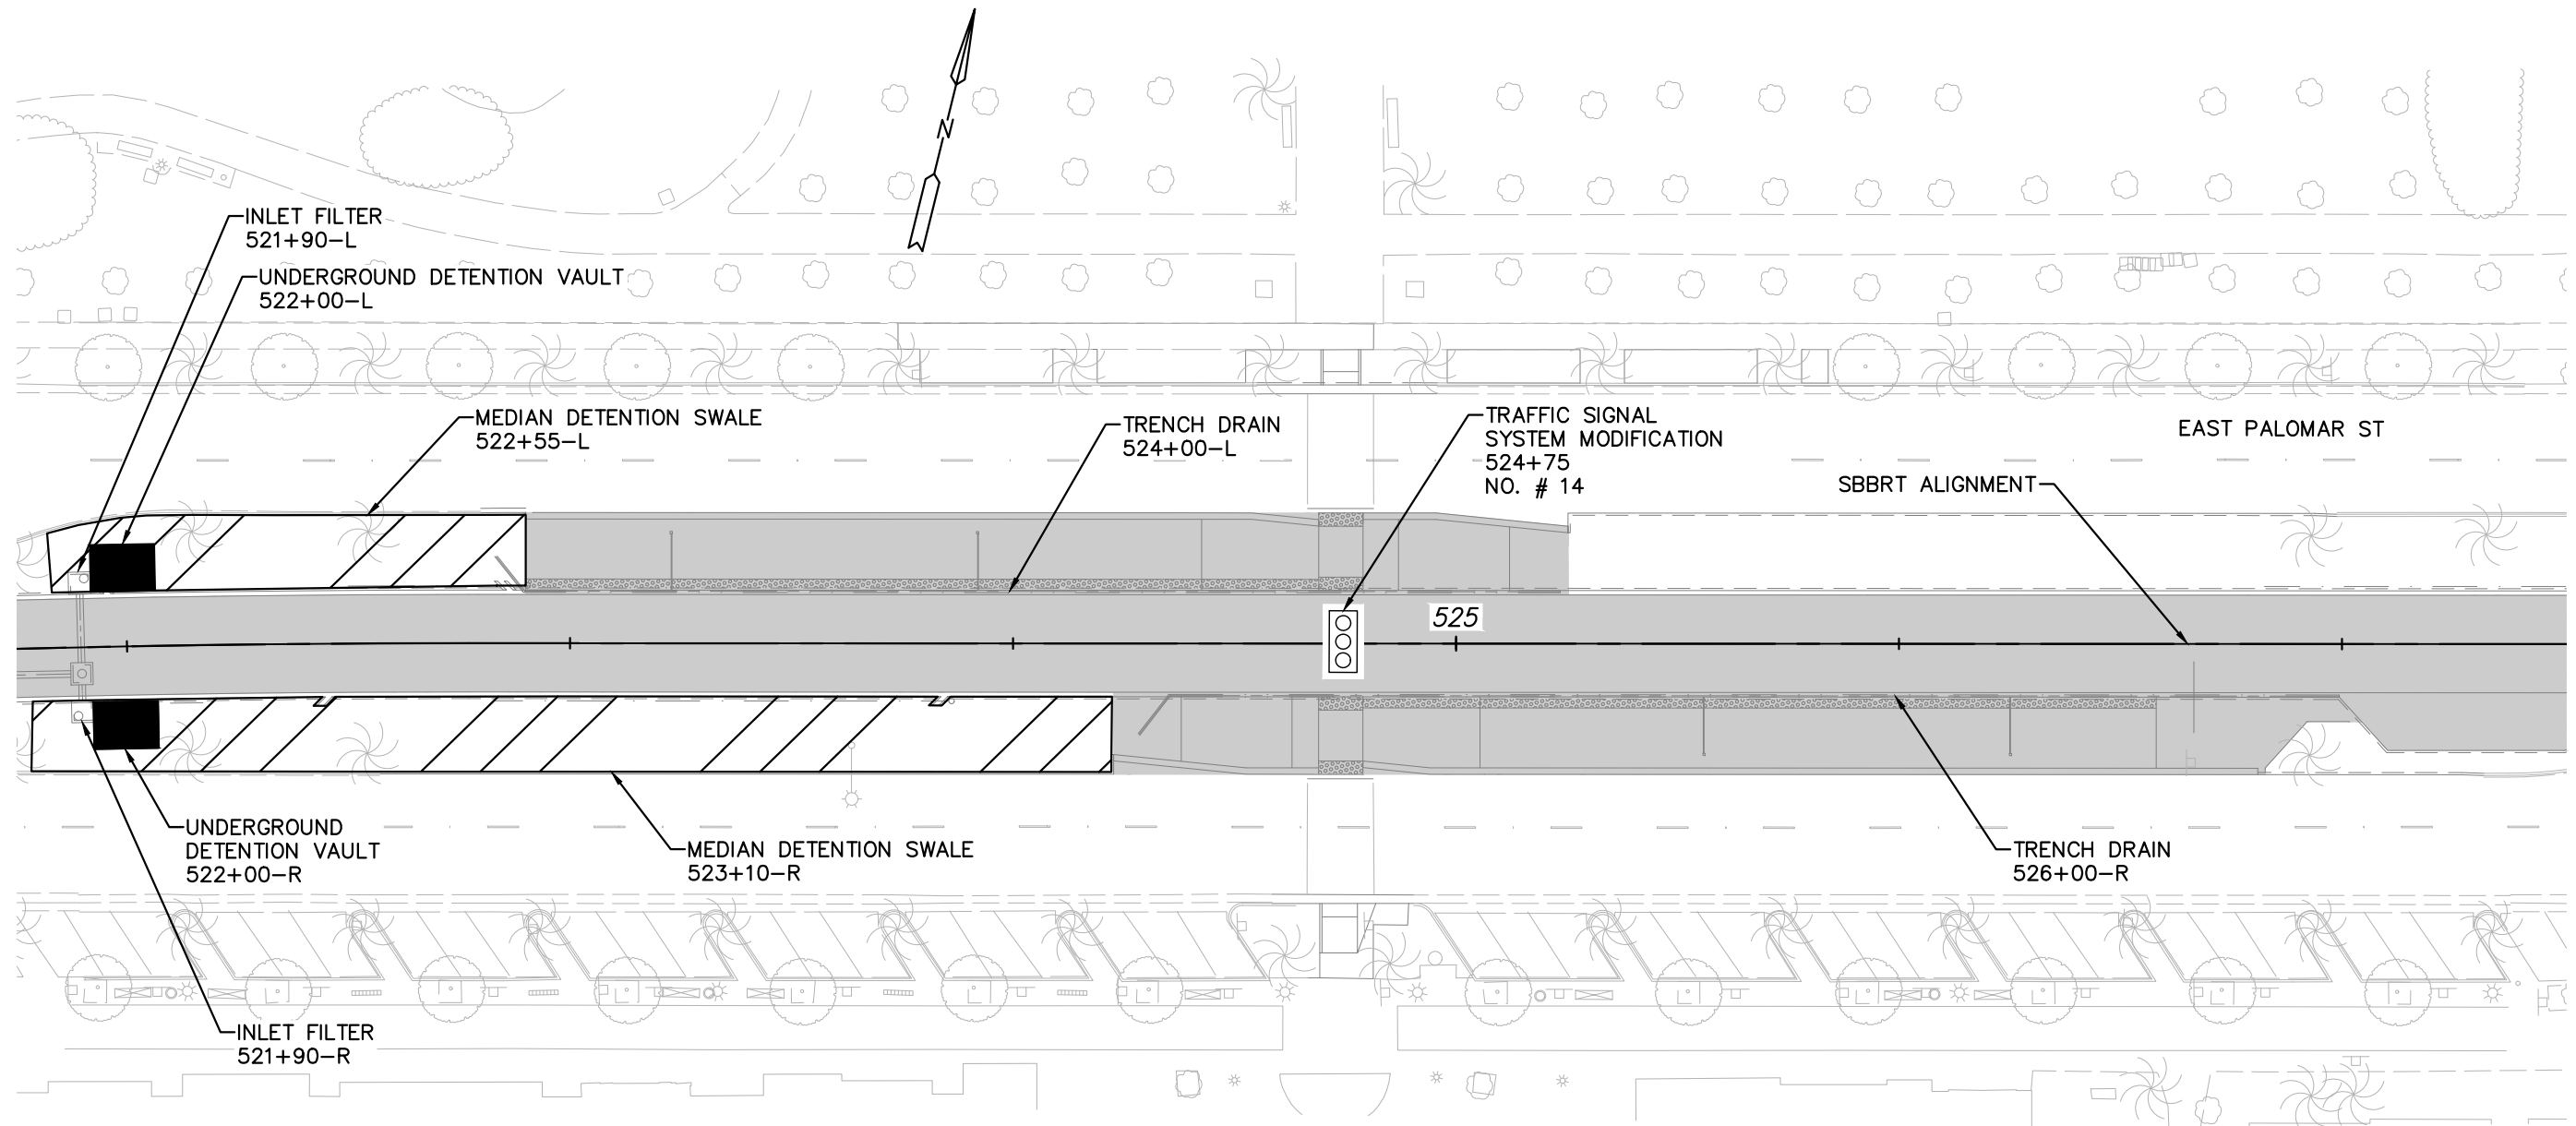 N
INLET FILTER
521+90-L
UNDERGROUND DETENTION VAULT
522+00-L
MEDIAN DETENTION SWALE
522+55-L
TRENCH DRAIN
524+00-L
TRAFFIC SIGNAL
SYSTEM MODIFICATION
524+75
NO. # 14
EAST PALOMAR ST
SBBRT ALIGNMENT
525
UNDERGROUND
DETENTION VAULT
522+00-R
MEDIAN DETENTION SWALE
523+10-R
TRENCH DRAIN
526+00-R
INLET FILTER
521+90-R